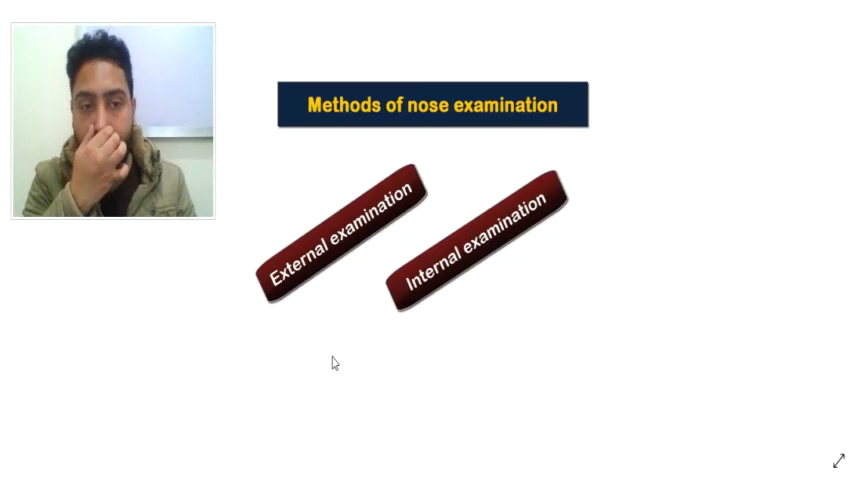 Methods of nose examination
External examination
Internal examination